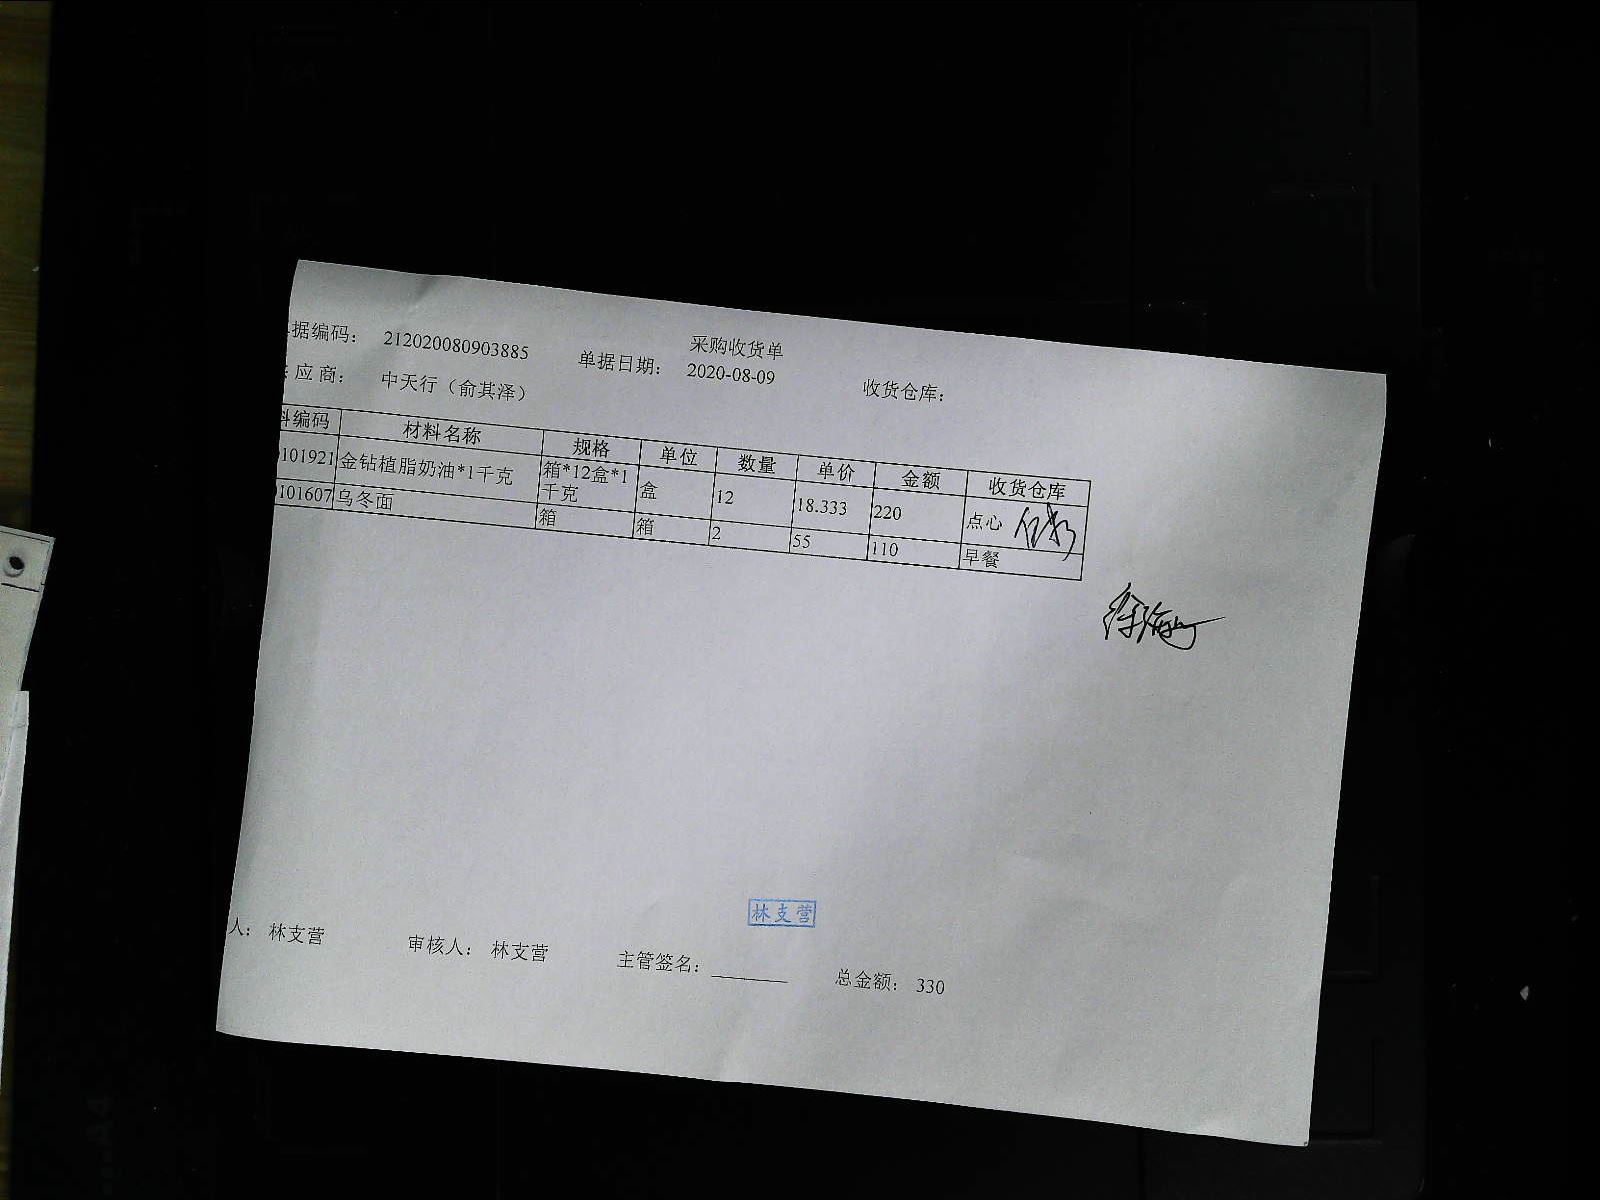 采购收货单
据编码： 212020080903885 单据日期： 2020-08-09 收货仓库：
应商： 中天行（俞其泽）
料编码 材料名称 规格 单位 数量 单价 金额 收货仓库
101921 金钻植脂奶油*1千克 箱*12盒*1千克 盒 12 18.333 220 点心
101607 乌冬面 箱 箱 2 55 110 早餐
林支营
人： 林支营 审核人： 林支营 主管签名： 总金额： 330